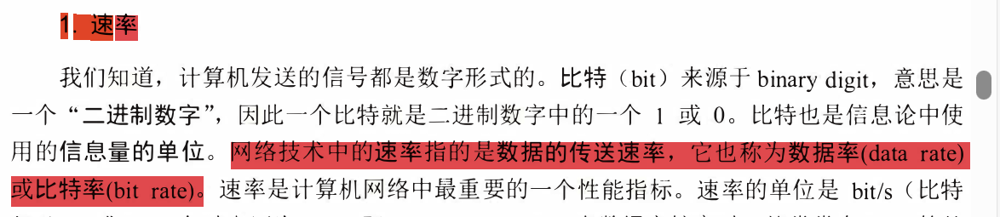 1. 速率
我们知道，计算机发送的信号都是数字形式的。比特（bit）来源于 binary digit，意思是
一个“二进制数字”，因此一个比特就是二进制数字中的一个 1 或 0。比特也是信息论中使
用的信息量的单位。网络技术中的速率指的是数据的传送速率，它也称为数据率(data rate)
或比特率(bit rate)。速率是计算机网络中最重要的一个性能指标。速率的单位是 bit/s（比特